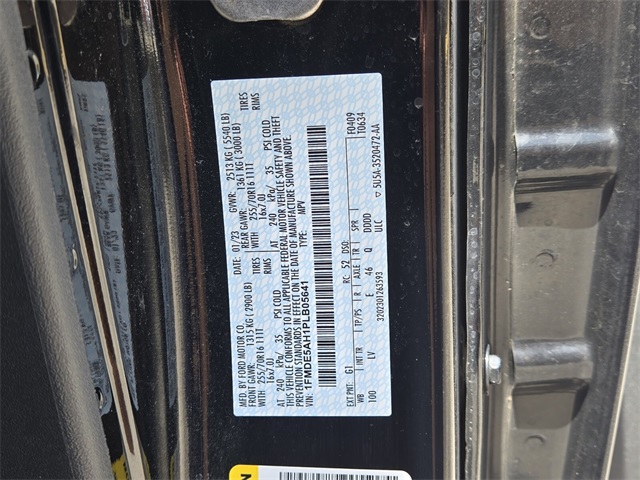 MFD. BY FORD MOTOR CO.
DATE: 01/23 GVWR: 2513 KG ( 5540 LB)
FRONT GAWR: 1315 KG ( 2900 LB) REAR GAWR: 1361 KG ( 3000 LB)
WITH 255/70R16 111T TIRES WITH 255/70R16 111T TIRES
16x7.0J RIMS 16x7.0J RIMS
AT 240 kPa/ 35 PSI COLD AT 240 kPa/ 35 PSI COLD
THIS VEHICLE CONFORMS TO ALL APPLICABLE FEDERAL MOTOR VEHICLE SAFETY AND THEFT
PREVENTION STANDARDS IN EFFECT ON THE DATE OF MANUFACTURE SHOWN ABOVE.
VIN: 1FMDE5AH1PLB05641
TYPE: MPV
F0409
T0634
EXT PNT: G1 RC: 52 DSO:
WB INT TR TP/PS R AXLE TR SPR
100 LV E 46 Q DDDD
ULC
3202301263593
▽ 5U5A-3520472-AA
N